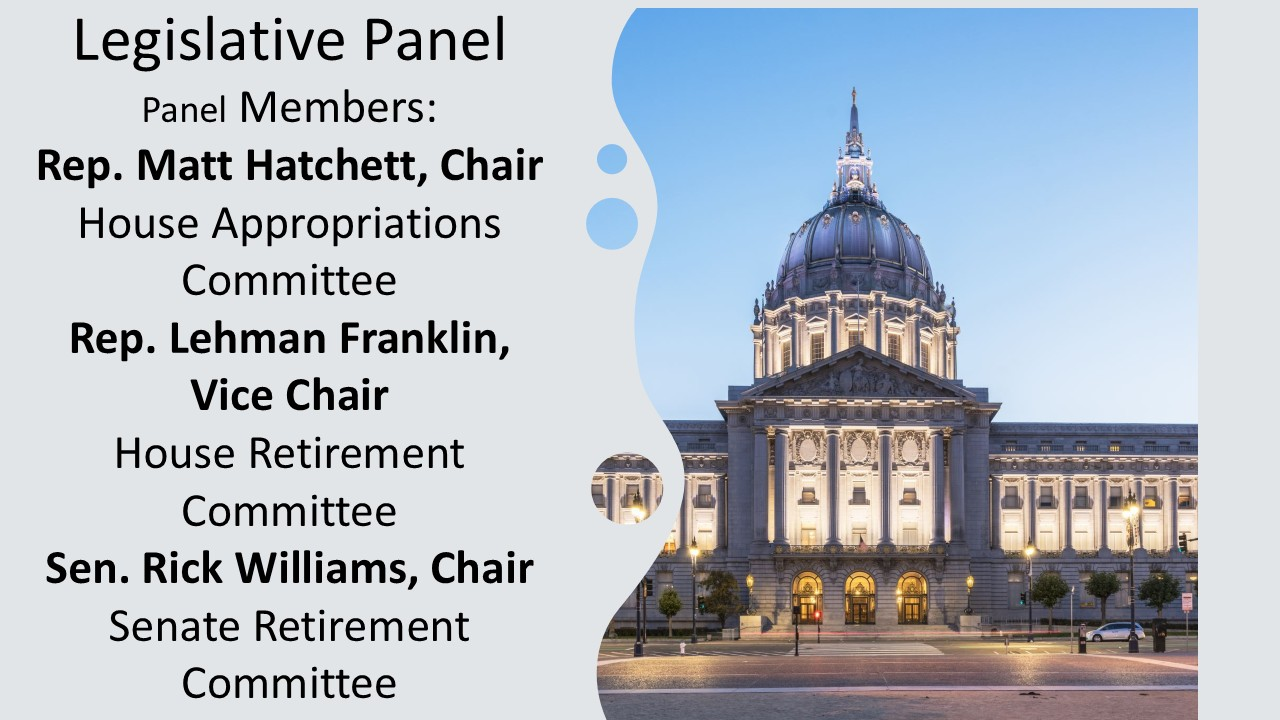 Legislative Panel
Panel Members:
Rep. Matt Hatchett, Chair
House Appropriations
Committee
Rep. Lehman Franklin,
Vice Chair
House Retirement
Committee
Sen. Rick Williams, Chair
Senate Retirement
Committee